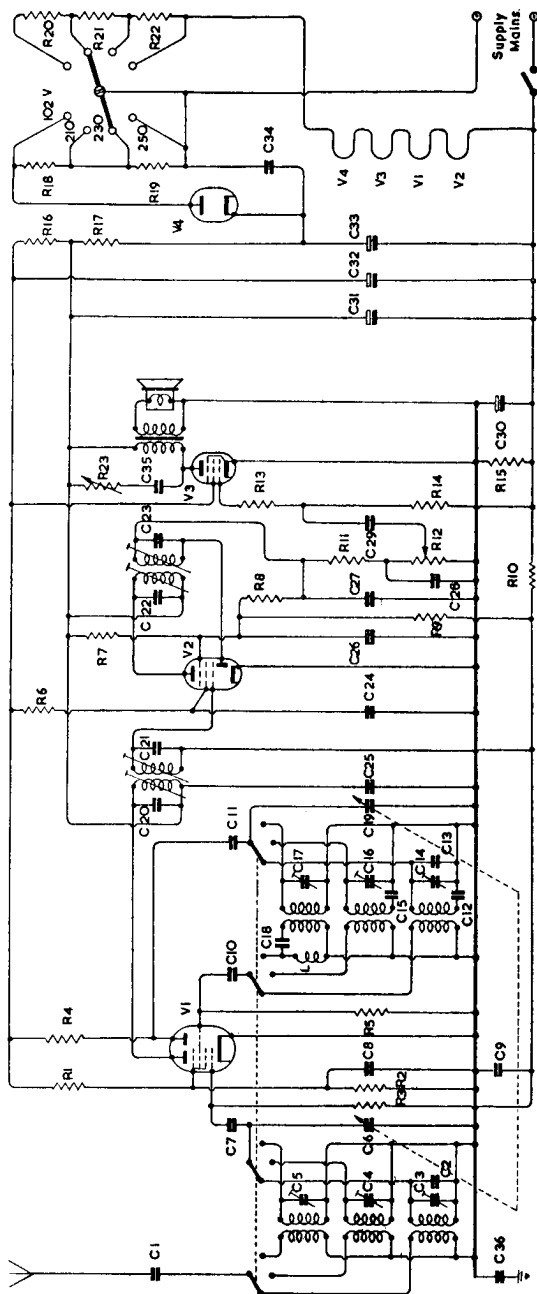 R1
R4
R6
R7
R23
R16
R17
R18
R19
102 V
210
230
250
R20
R21
R22
C1
C7
V1
C10
C11
C20
C21
V2
C22
C23
C35
V3
V4
C34
C5
C4
C3
C2
C6
R3
R2
C8
R5
L
C18
C17
C16
C15
C14
C13
C12
C19
C25
C24
C26
R8
C27
R9
R11
C28
R12
C29
R13
R14
C31
C32
C33
V4
V3
V1
V2
Supply
Mains.
C36
C9
R10
R15
C30